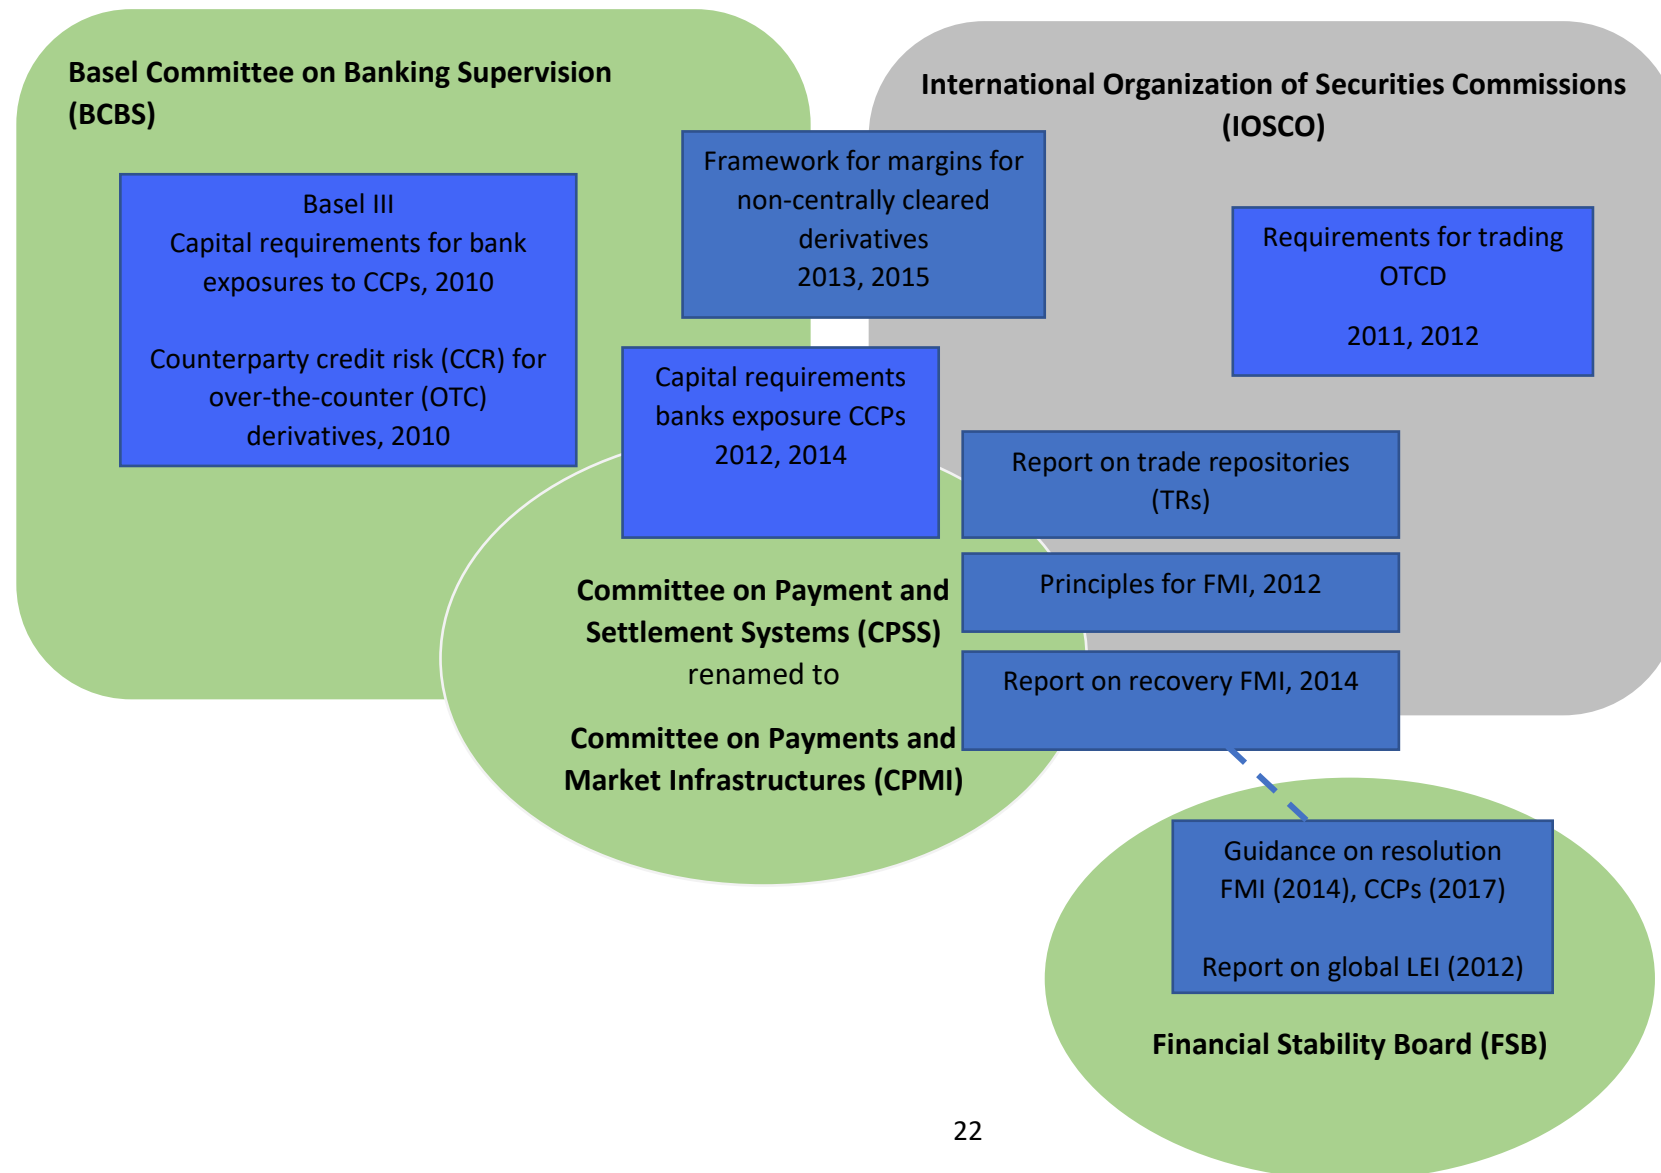 Basel Committee on Banking Supervision
(BCBS)
International Organization of Securities Commissions
(IOSCO)
Basel III
Capital requirements for bank
exposures to CCPs, 2010
Counterparty credit risk (CCR) for
over-the-counter (OTC)
derivatives, 2010
Framework for margins for
non-centrally cleared
derivatives
2013, 2015
Requirements for trading
OTCD
2011, 2012
Capital requirements
banks exposure CCPs
2012, 2014
Report on trade repositories
(TRs)
Principles for FMI, 2012
Report on recovery FMI, 2014
Committee on Payment and
Settlement Systems (CPSS)
renamed to
Committee on Payments and
Market Infrastructures (CPMI)
Guidance on resolution
FMI (2014), CCPs (2017)
Report on global LEI (2012)
Financial Stability Board (FSB)
22